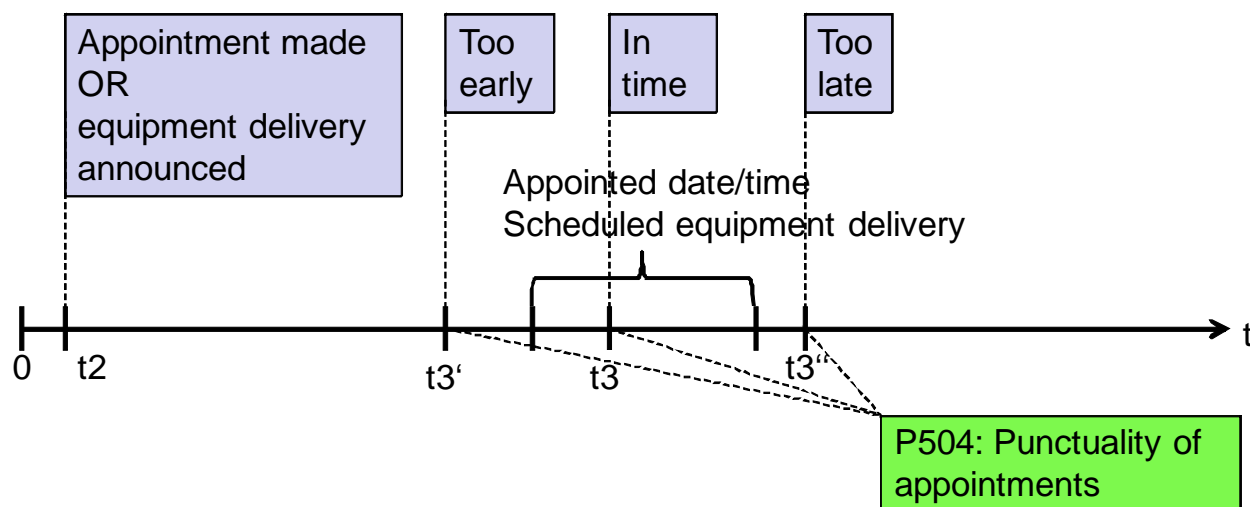 Appointment made
OR
equipment delivery
announced
Too
early
In
time
Too
late
Appointed date/time
Scheduled equipment delivery
t
0
t2
t3‘
t3
t3“
P504: Punctuality of
appointments